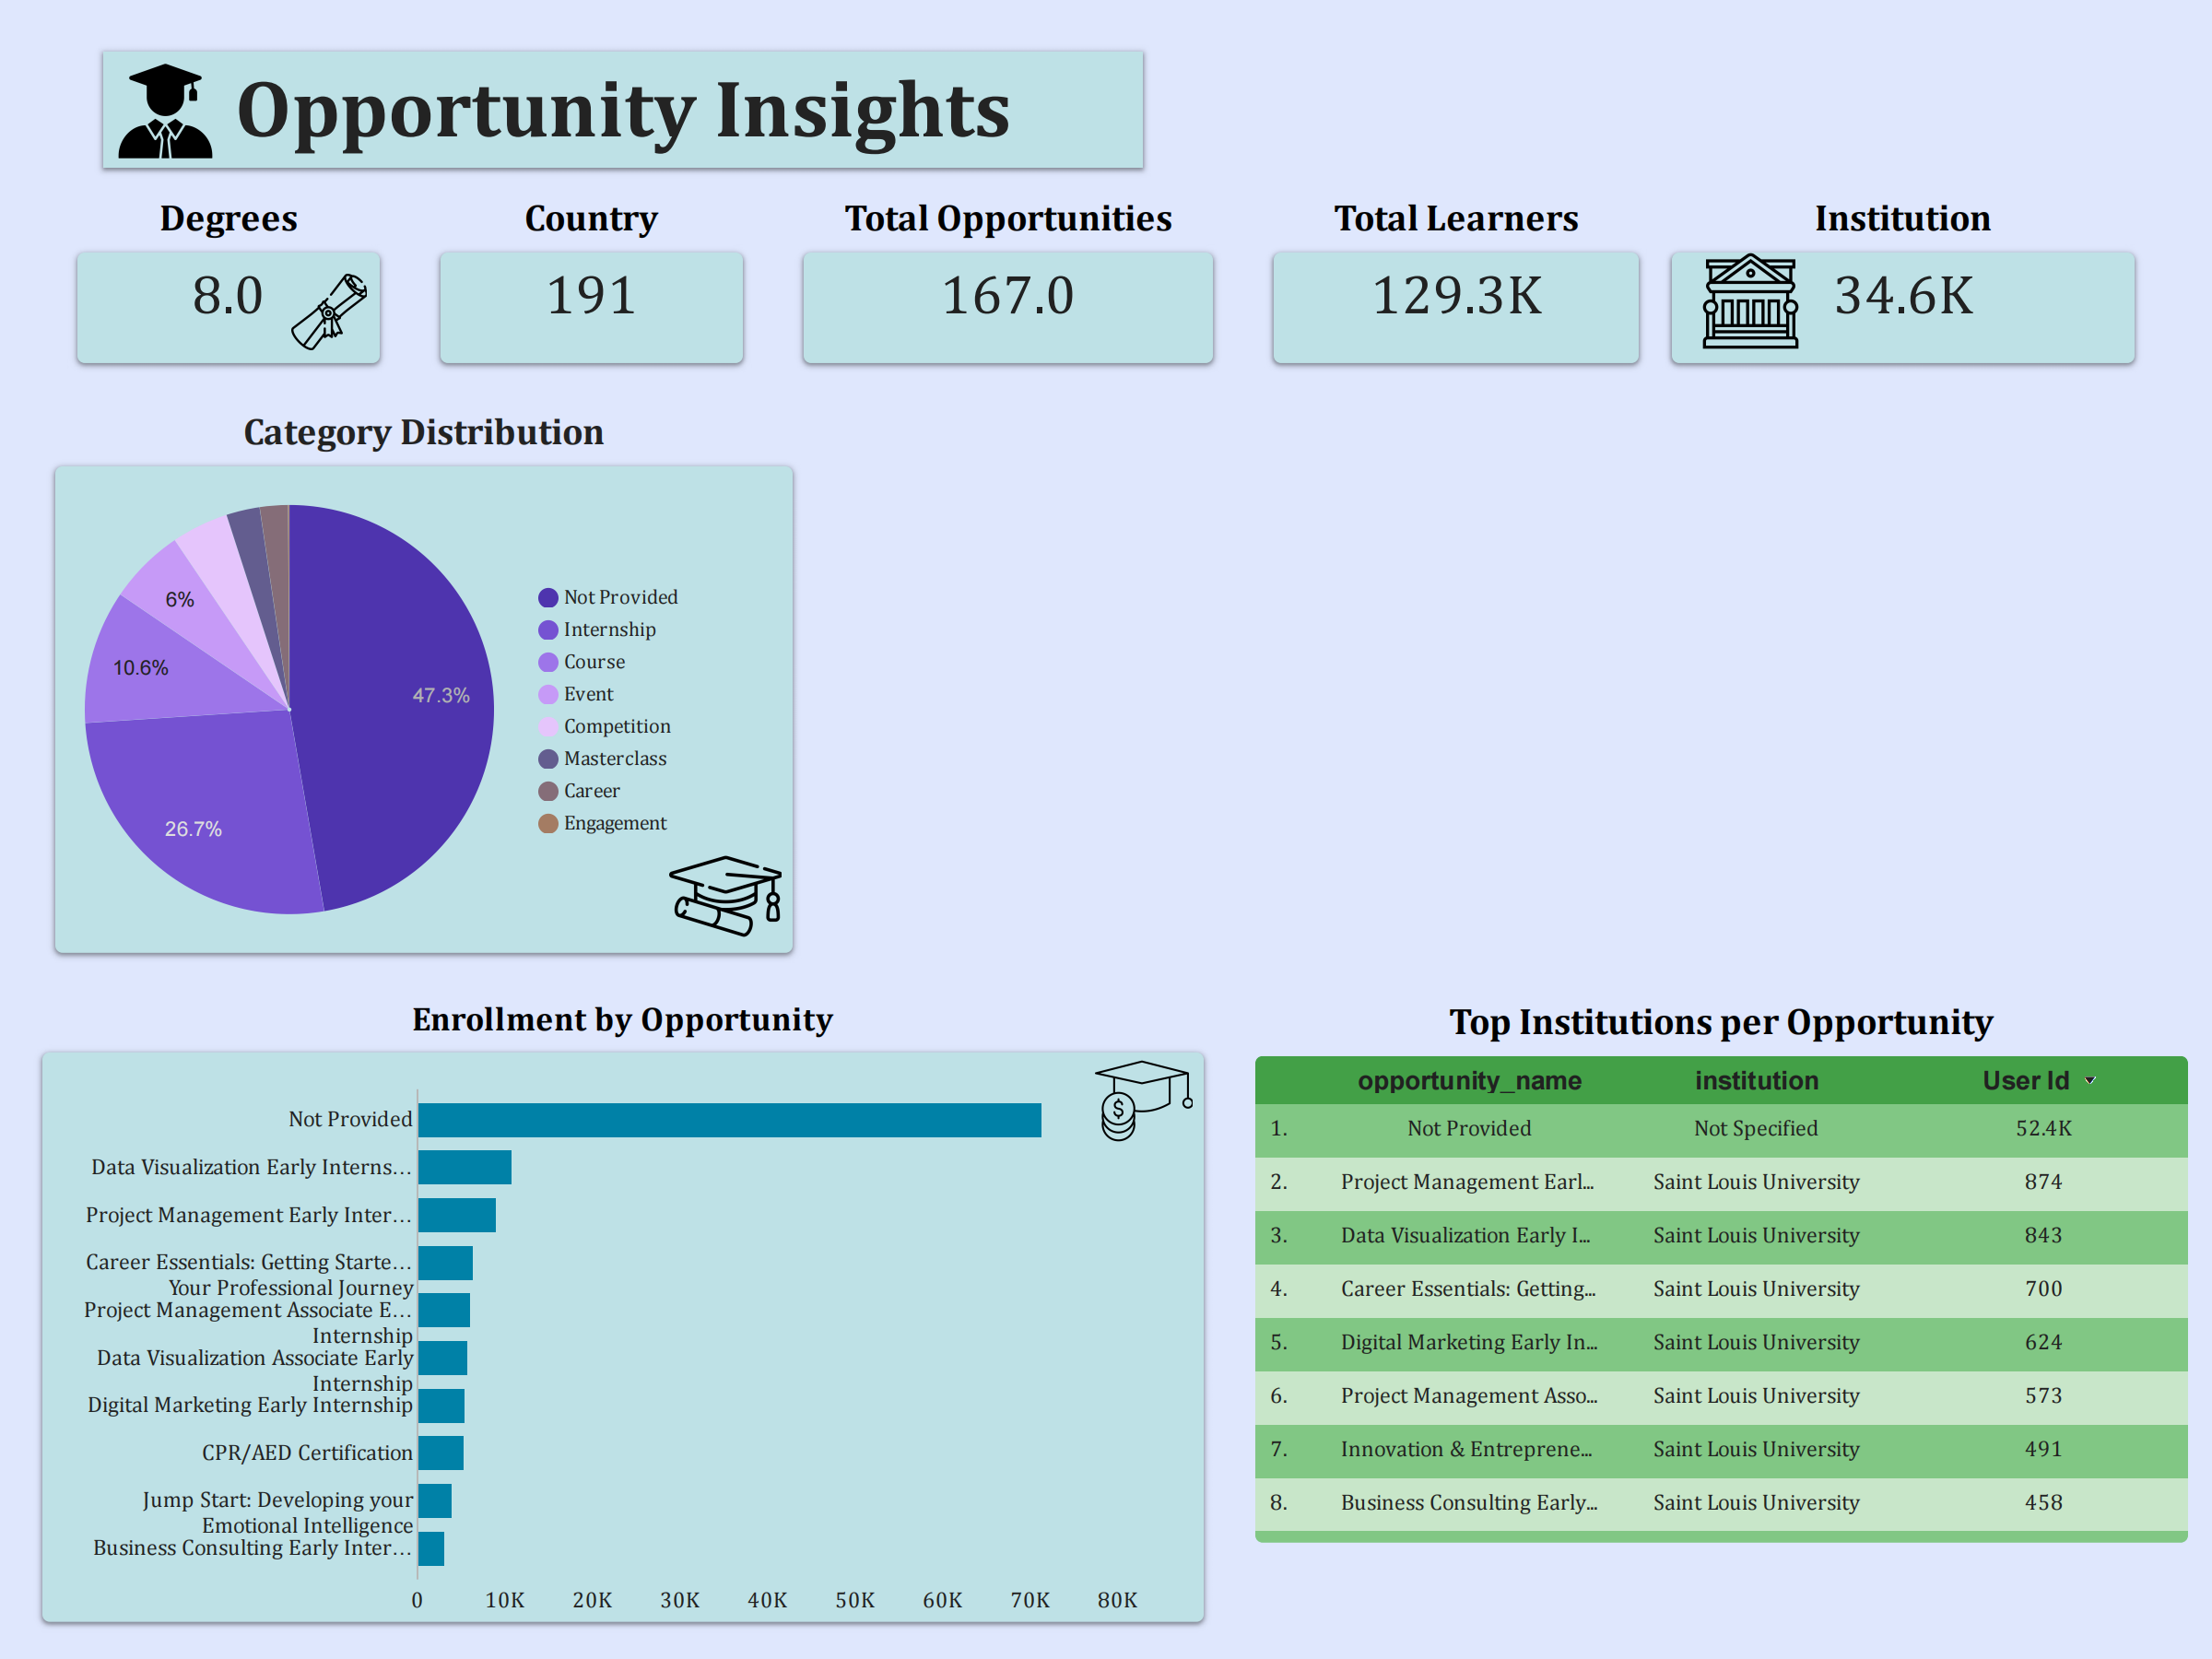 Opportunity Insights
Degrees
Country
Total Opportunities
Total Learners
Institution
8.0
191
167.0
129.3K
34.6K
Category Distribution
6%
10.6%
47.3%
26.7%
Not Provided
Internship
Course
Event
Competition
Masterclass
Career
Engagement
Enrollment by Opportunity
$
Not Provided
Data Visualization Early Interns…
Project Management Early Inter…
Career Essentials: Getting Starte…
Your Professional Journey
Project Management Associate E…
Internship
Data Visualization Associate Early
Internship
Digital Marketing Early Internship
CPR/AED Certification
Jump Start: Developing your
Emotional Intelligence
Business Consulting Early Inter…
0 10K 20K 30K 40K 50K 60K 70K 80K
Top Institutions per Opportunity
opportunity_name institution User Id
1. Not Provided Not Specified 52.4K
2. Project Management Earl... Saint Louis University 874
3. Data Visualization Early I... Saint Louis University 843
4. Career Essentials: Getting... Saint Louis University 700
5. Digital Marketing Early In... Saint Louis University 624
6. Project Management Asso... Saint Louis University 573
7. Innovation & Entreprene... Saint Louis University 491
8. Business Consulting Early... Saint Louis University 458